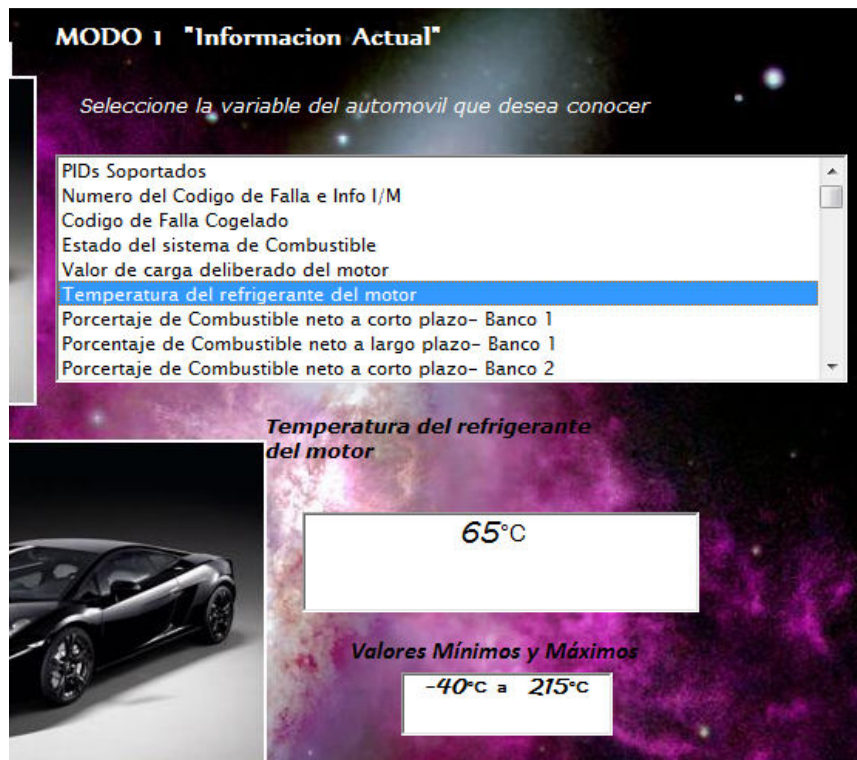 MODO 1 "Informacion Actual"
Seleccione la variable del automovil que desea conocer
PIDs Soportados
Numero del Codigo de Falla e Info I/M
Codigo de Falla Cogelado
Estado del sistema de Combustible
Valor de carga deliberado del motor
Temperatura del refrigerante del motor
Porcertaje de Combustible neto a corto plazo- Banco 1
Porcentaje de Combustible neto a largo plazo- Banco 1
Porcertaje de Combustible neto a corto plazo- Banco 2
Temperatura del refrigerante
del motor
65°C
Valores Mínimos y Máximos
-40°C a 215°C